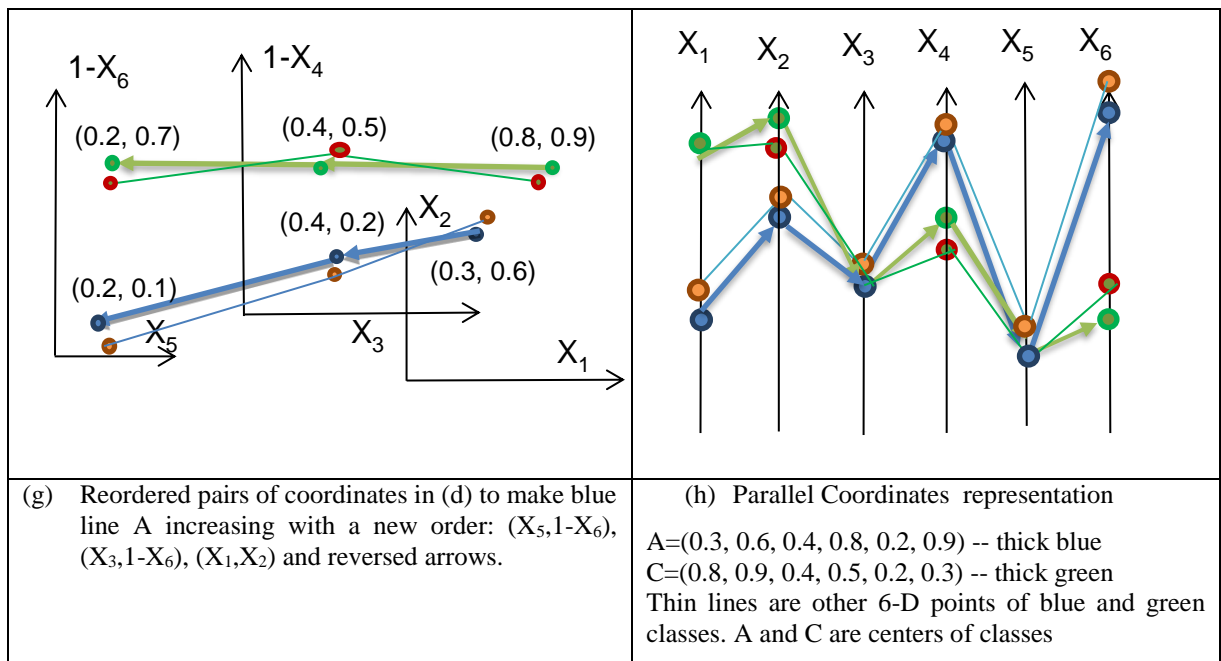 1-X6
1-X4
(0.2, 0.7)
(0.4, 0.5)
(0.8, 0.9)
X2
(0.4, 0.2)
(0.3, 0.6)
(0.2, 0.1)
X5
X3
X1
X1
X2
X3
X4
X5
X6
(g) Reordered pairs of coordinates in (d) to make blue
line A increasing with a new order: (X5,1-X6),
(X3,1-X6), (X1,X2) and reversed arrows.
(h) Parallel Coordinates representation
A=(0.3, 0.6, 0.4, 0.8, 0.2, 0.9) -- thick blue
C=(0.8, 0.9, 0.4, 0.5, 0.2, 0.3) -- thick green
Thin lines are other 6-D points of blue and green
classes. A and C are centers of classes